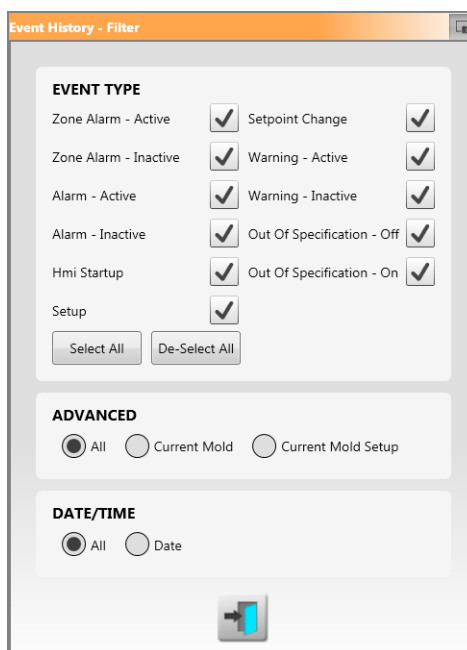 Event History - Filter
EVENT TYPE
Zone Alarm - Active Setpoint Change
Zone Alarm - Inactive Warning - Active
Alarm - Active Warning - Inactive
Alarm - Inactive Out Of Specification - Off
Hmi Startup Out Of Specification - On
Setup
Select All De-Select All
ADVANCED
All Current Mold Current Mold Setup
DATE/TIME
All Date